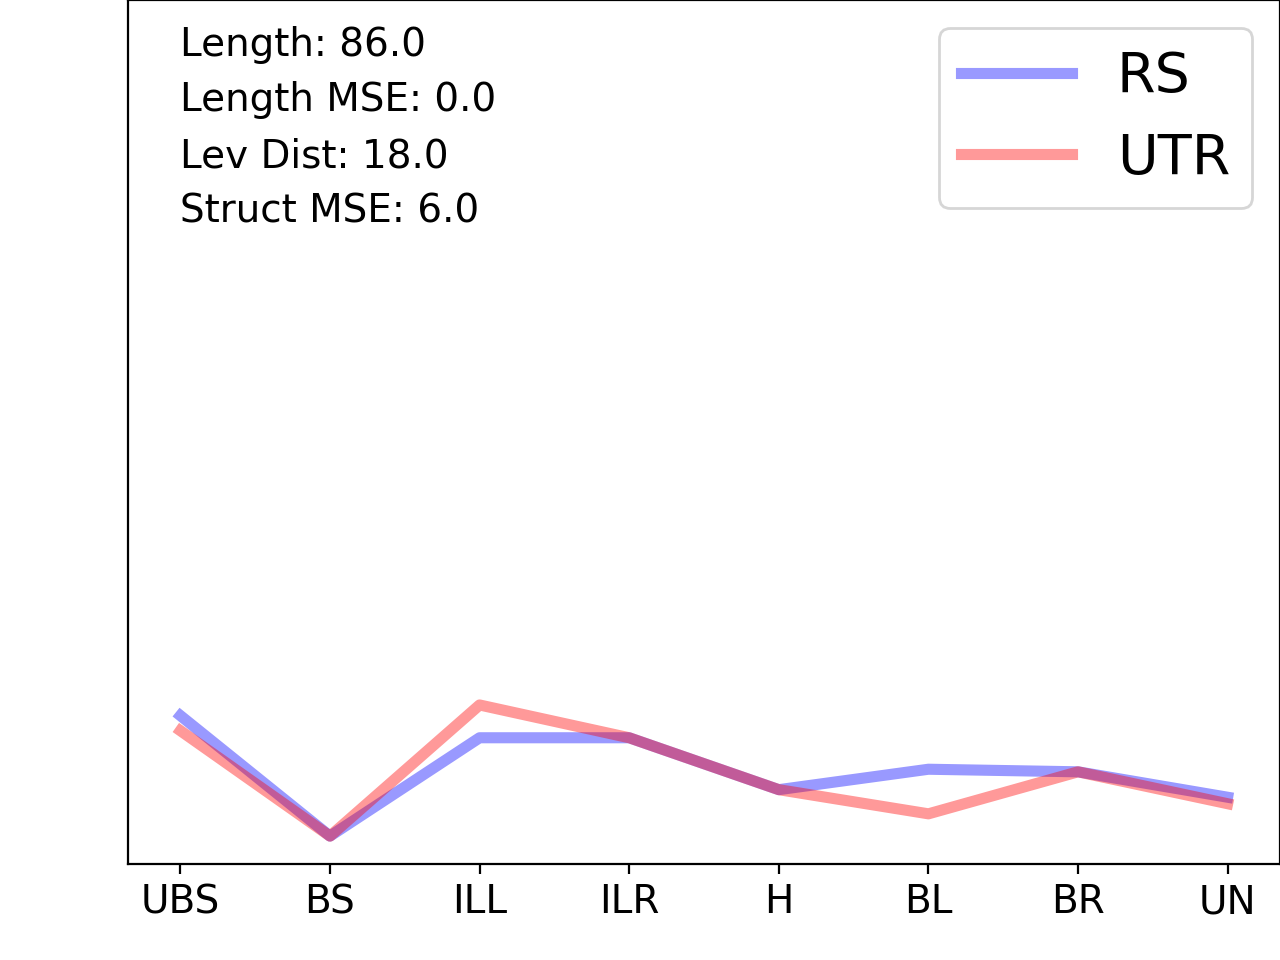 Length: 86.0
Length MSE: 0.0
Lev Dist: 18.0
Struct MSE: 6.0
RS
UTR
UBS BS ILL ILR H BL BR UN